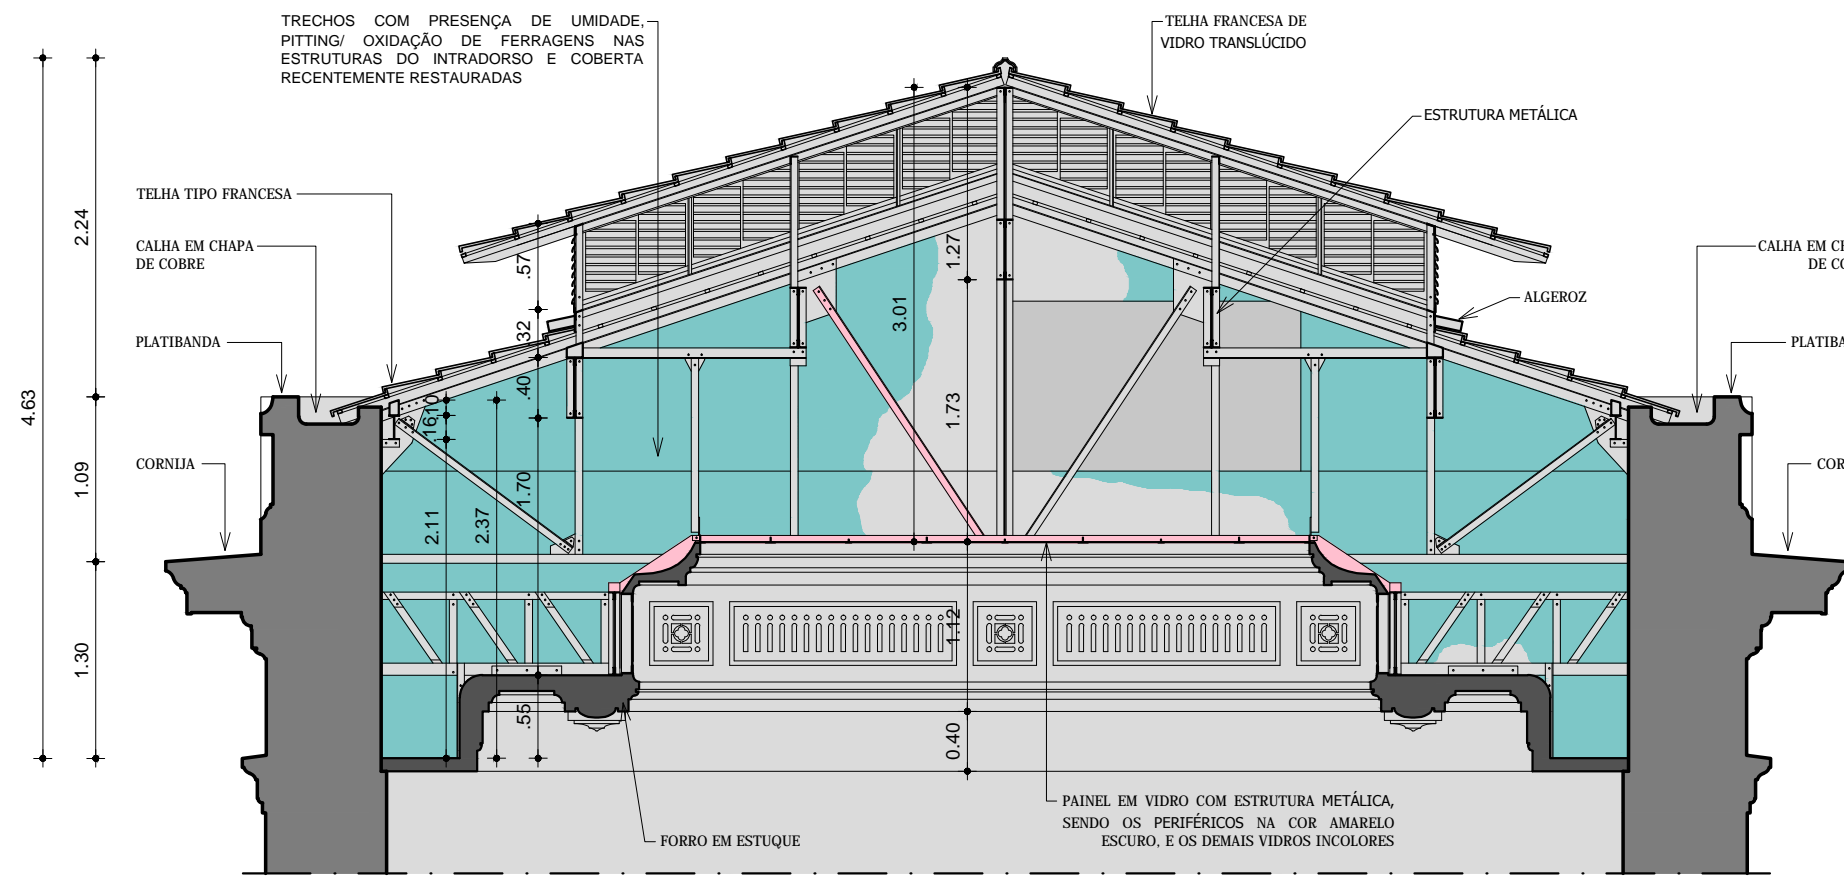 TRECHOS COM PRESENÇA DE UMIDADE,
PITTING/ OXIDAÇÃO DE FERRAGENS NAS
ESTRUTURAS DO INTRADORSO E COBERTA
RECENTEMENTE RESTAURADAS
TELHA FRANCESA DE
VIDRO TRANSLÚCIDO
ESTRUTURA METÁLICA
TELHA TIPO FRANCESA
CALHA EM CHAPA
DE COBRE
PLATIBANDA
CORNIJA
CALHA EM CH
DE CO
ALGEROZ
PLATIBA
COR
4.63
2.24
1.09
1.30
.57
.32
.40
1.70
.55
.10
.16
2.11
2.37
3.01
1.27
1.73
1.12
0.40
FORRO EM ESTUQUE
PAINEL EM VIDRO COM ESTRUTURA METÁLICA,
SENDO OS PERIFÉRICOS NA COR AMARELO
ESCURO, E OS DEMAIS VIDROS INCOLORES